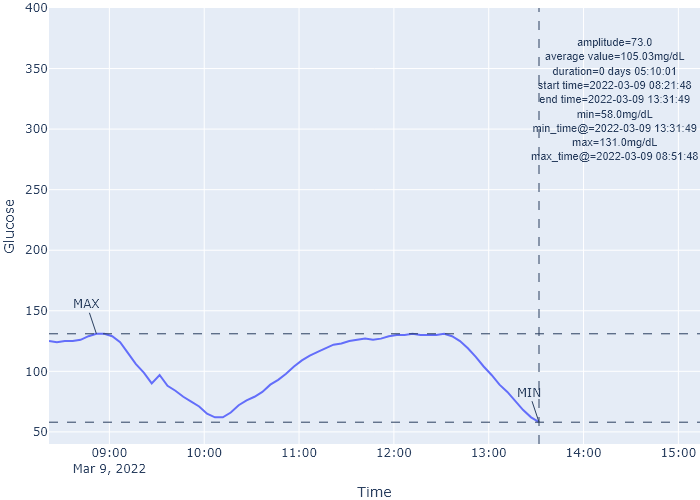 400
350
300
250
200
150
100
50
Glucose
amplitude=73.0
average value=105.03mg/dL
duration=0 days 05:10:01
start time=2022-03-09 08:21:48
end time=2022-03-09 13:31:49
min=58.0mg/dL
min_time@=2022-03-09 13:31:49
max=131.0mg/dL
max_time@=2022-03-09 08:51:48
MAX
MIN
09:00 10:00 11:00 12:00 13:00 14:00 15:00
Mar 9, 2022
Time